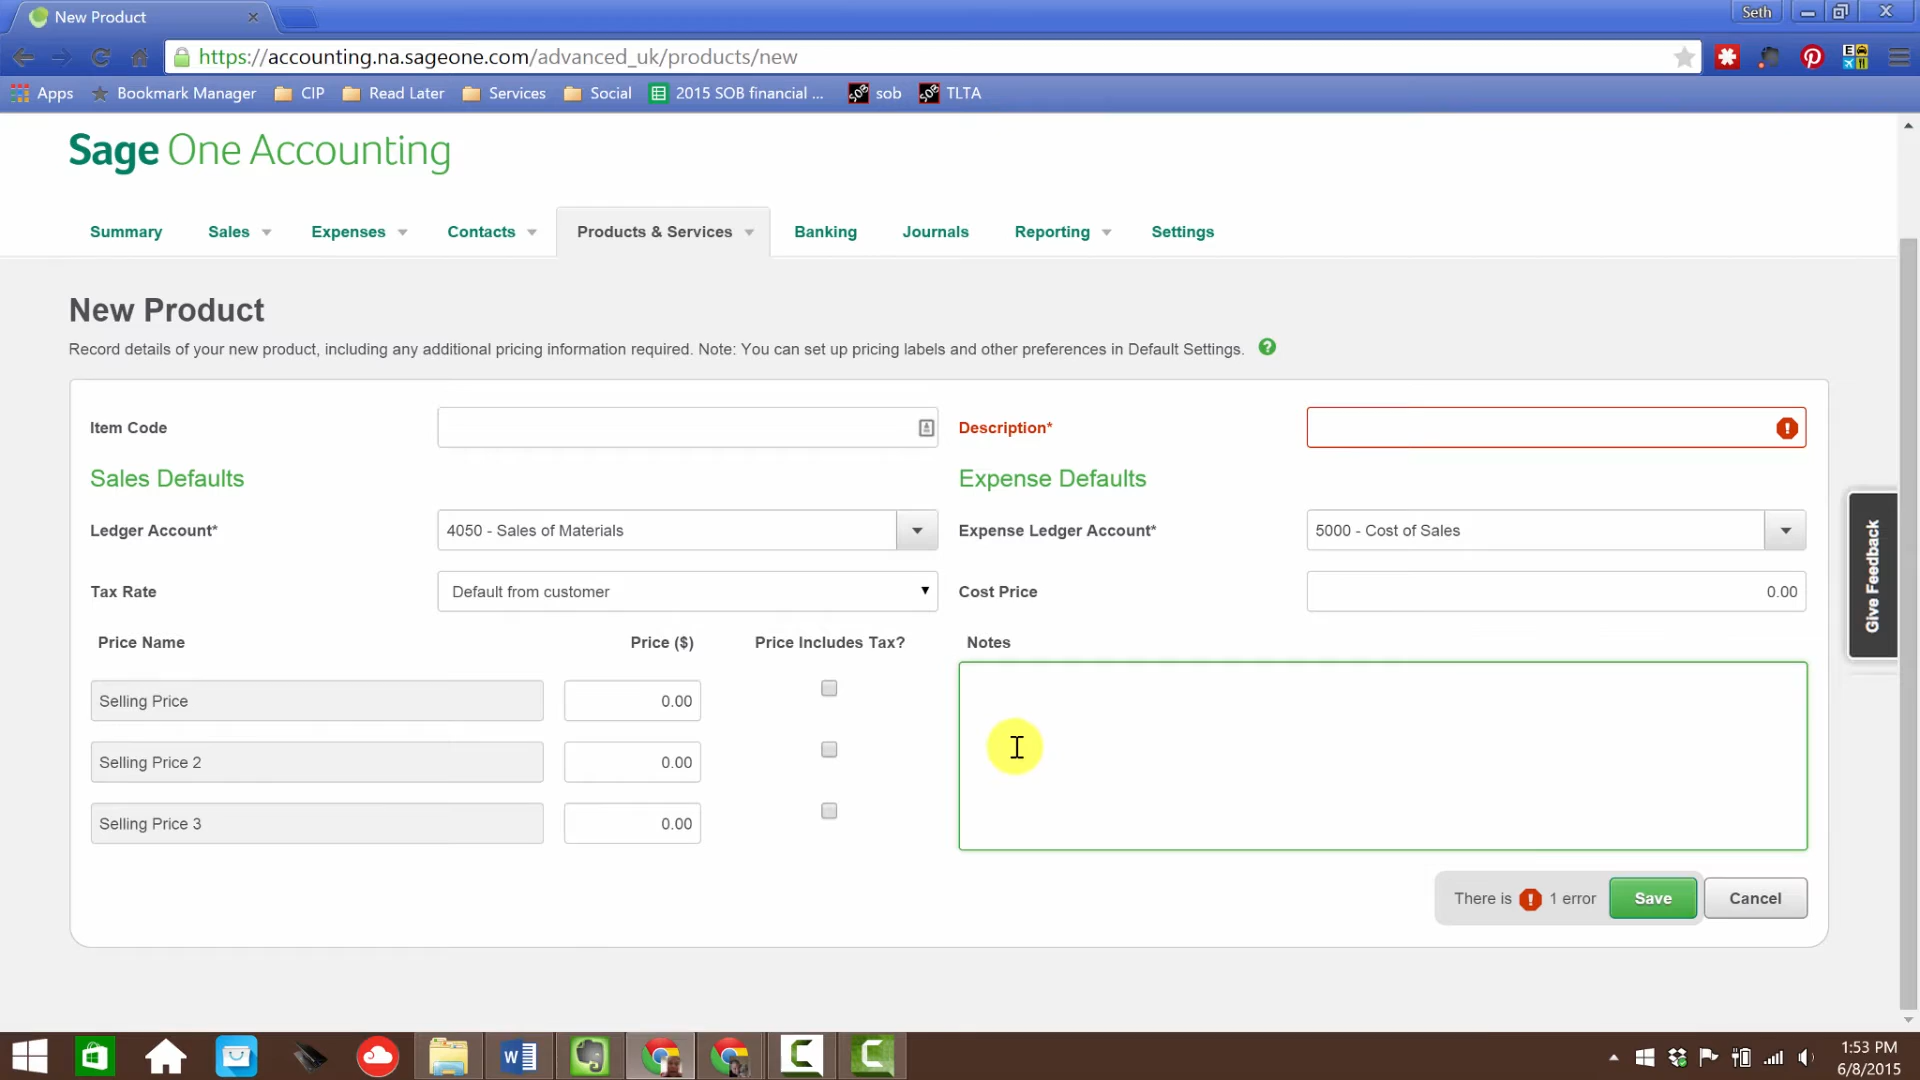 New Product
Seth
https://accounting.na.sageone.com/advanced_uk/products/new
Apps Bookmark Manager CIP Read Later Services Social 2015 SOB financial ... sob TLTA
Sage One Accounting
Summary Sales Expenses Contacts Products & Services Banking Journals Reporting Settings
New Product
Record details of your new product, including any additional pricing information required. Note: You can set up pricing labels and other preferences in Default Settings. ?
Item Code Description* !
Sales Defaults Expense Defaults
Ledger Account* 4050 - Sales of Materials Expense Ledger Account* 5000 - Cost of Sales
Tax Rate Default from customer Cost Price 0.00
Price Name Price ($) Price Includes Tax? Notes
Selling Price 0.00
Selling Price 2 0.00
Selling Price 3 0.00
There is ! 1 error Save Cancel
Give Feedback
1:53 PM
6/8/2015